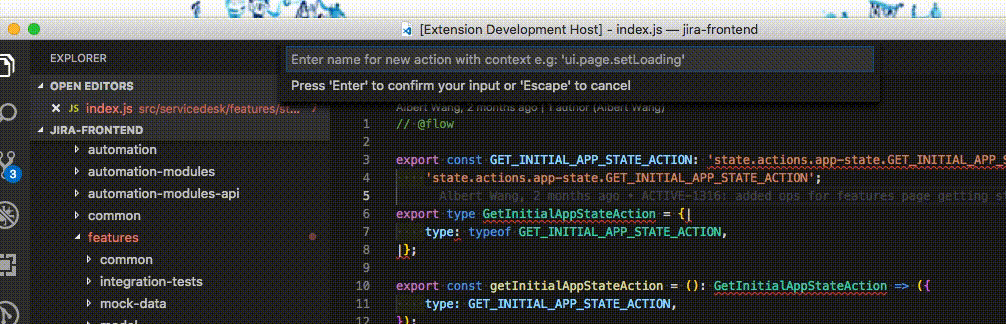 [Extension Development Host] - index.js — jira-frontend
EXPLORER
Enter name for new action with context e.g: 'ui.page.setLoading'
Press 'Enter' to confirm your input or 'Escape' to cancel
OPEN EDITORS
JS index.js src/servicedesk/features/st... 7
JIRA-FRONTEND
automation
automation-modules
automation-modules-api
common
features
common
integration-tests
mock-data
model
3
Albert Wang, 2 months ago | 1 author (Albert Wang)
1 // @flow
2
3 export const GET_INITIAL_APP_STATE_ACTION: 'state.actions.app-state.GET_INITIAL_APP_S
4 'state.actions.app-state.GET_INITIAL_APP_STATE_ACTION';
5 Albert Wang, 2 months ago • ACTIVE-1316: added ops for features page getting st
6 export type GetInitialAppStateAction = {|
7 type: typeof GET_INITIAL_APP_STATE_ACTION,
8 |};
9
10 export const getInitialAppStateAction = (): GetInitialAppStateAction => ({
11 type: GET_INITIAL_APP_STATE_ACTION,
12 });